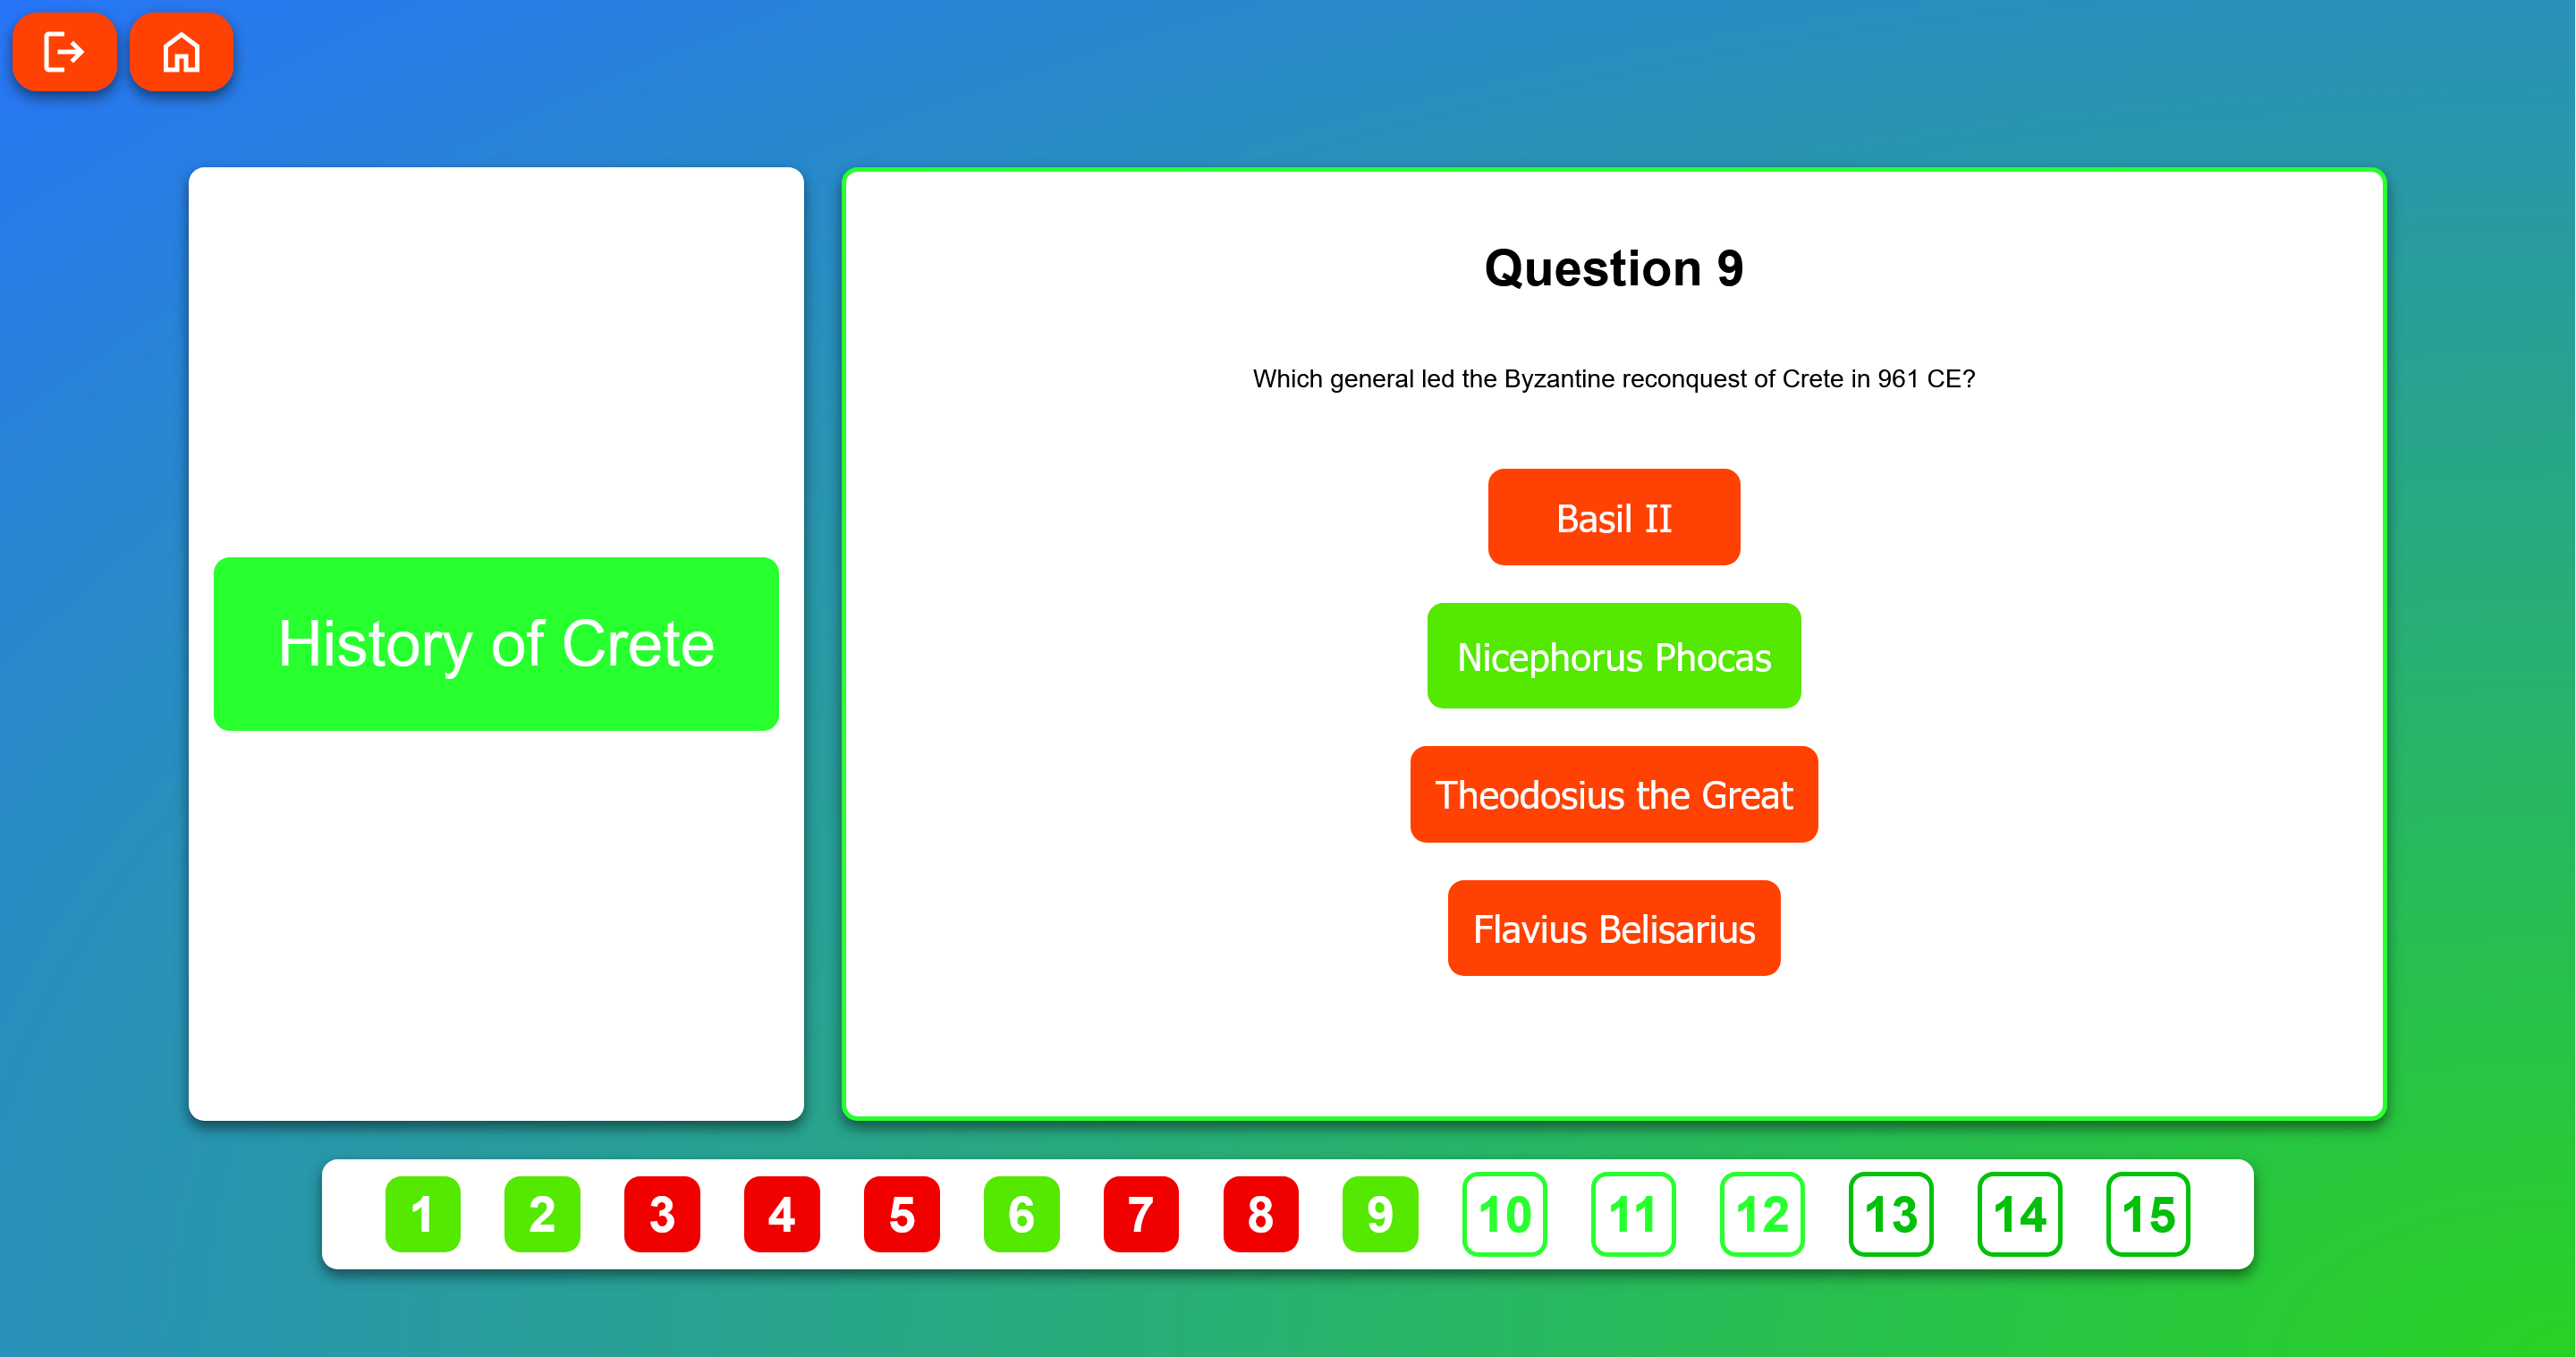 History of Crete
Question 9
Which general led the Byzantine reconquest of Crete in 961 CE?
Basil II
Nicephorus Phocas
Theodosius the Great
Flavius Belisarius
1 2 3 4 5 6 7 8 9 10 11 12 13 14 15